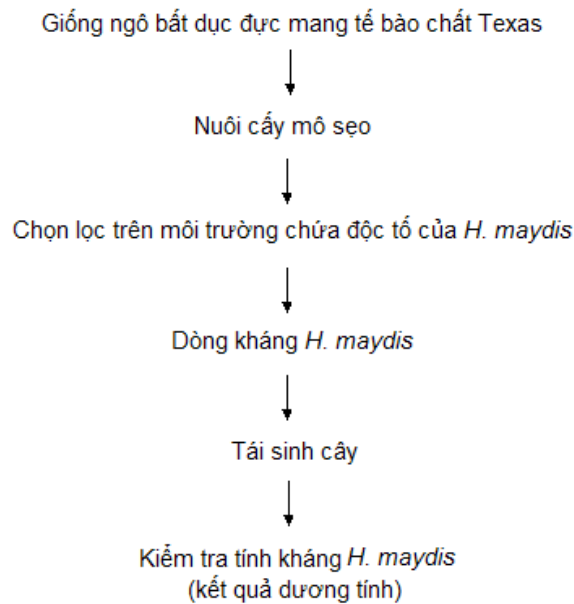 Giống ngô bất dục đực mang tế bào chất Texas
Nuôi cấy mô sẹo
Chọn lọc trên môi trường chứa độc tố của H. maydis
Dòng kháng H. maydis
Tái sinh cây
Kiểm tra tính kháng H. maydis
(kết quả dương tính)